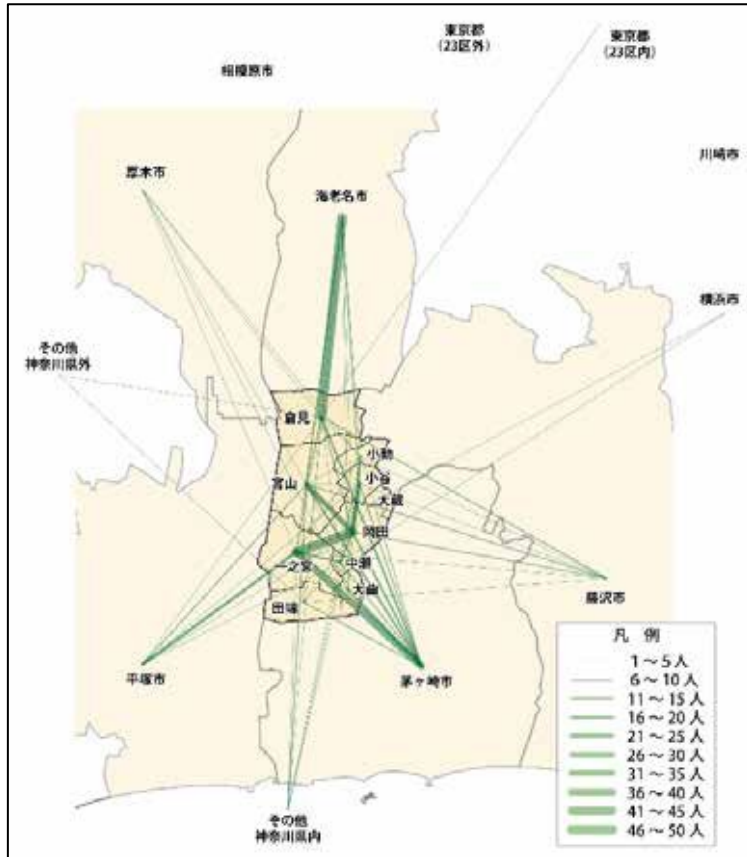 東京都
（23区外）
東京都
（23区内）
相模原市
川崎市
厚木市
海老名市
横浜市
その他
神奈川県外
倉見
小動
小谷
宮山
大蔵
岡田
一之宮
中瀬
大曲
田端
藤沢市
平塚市
茅ヶ崎市
その他
神奈川県内
凡 例
1～5人
6～10人
11～15人
16～20人
21～25人
26～30人
31～35人
36～40人
41～45人
46～50人